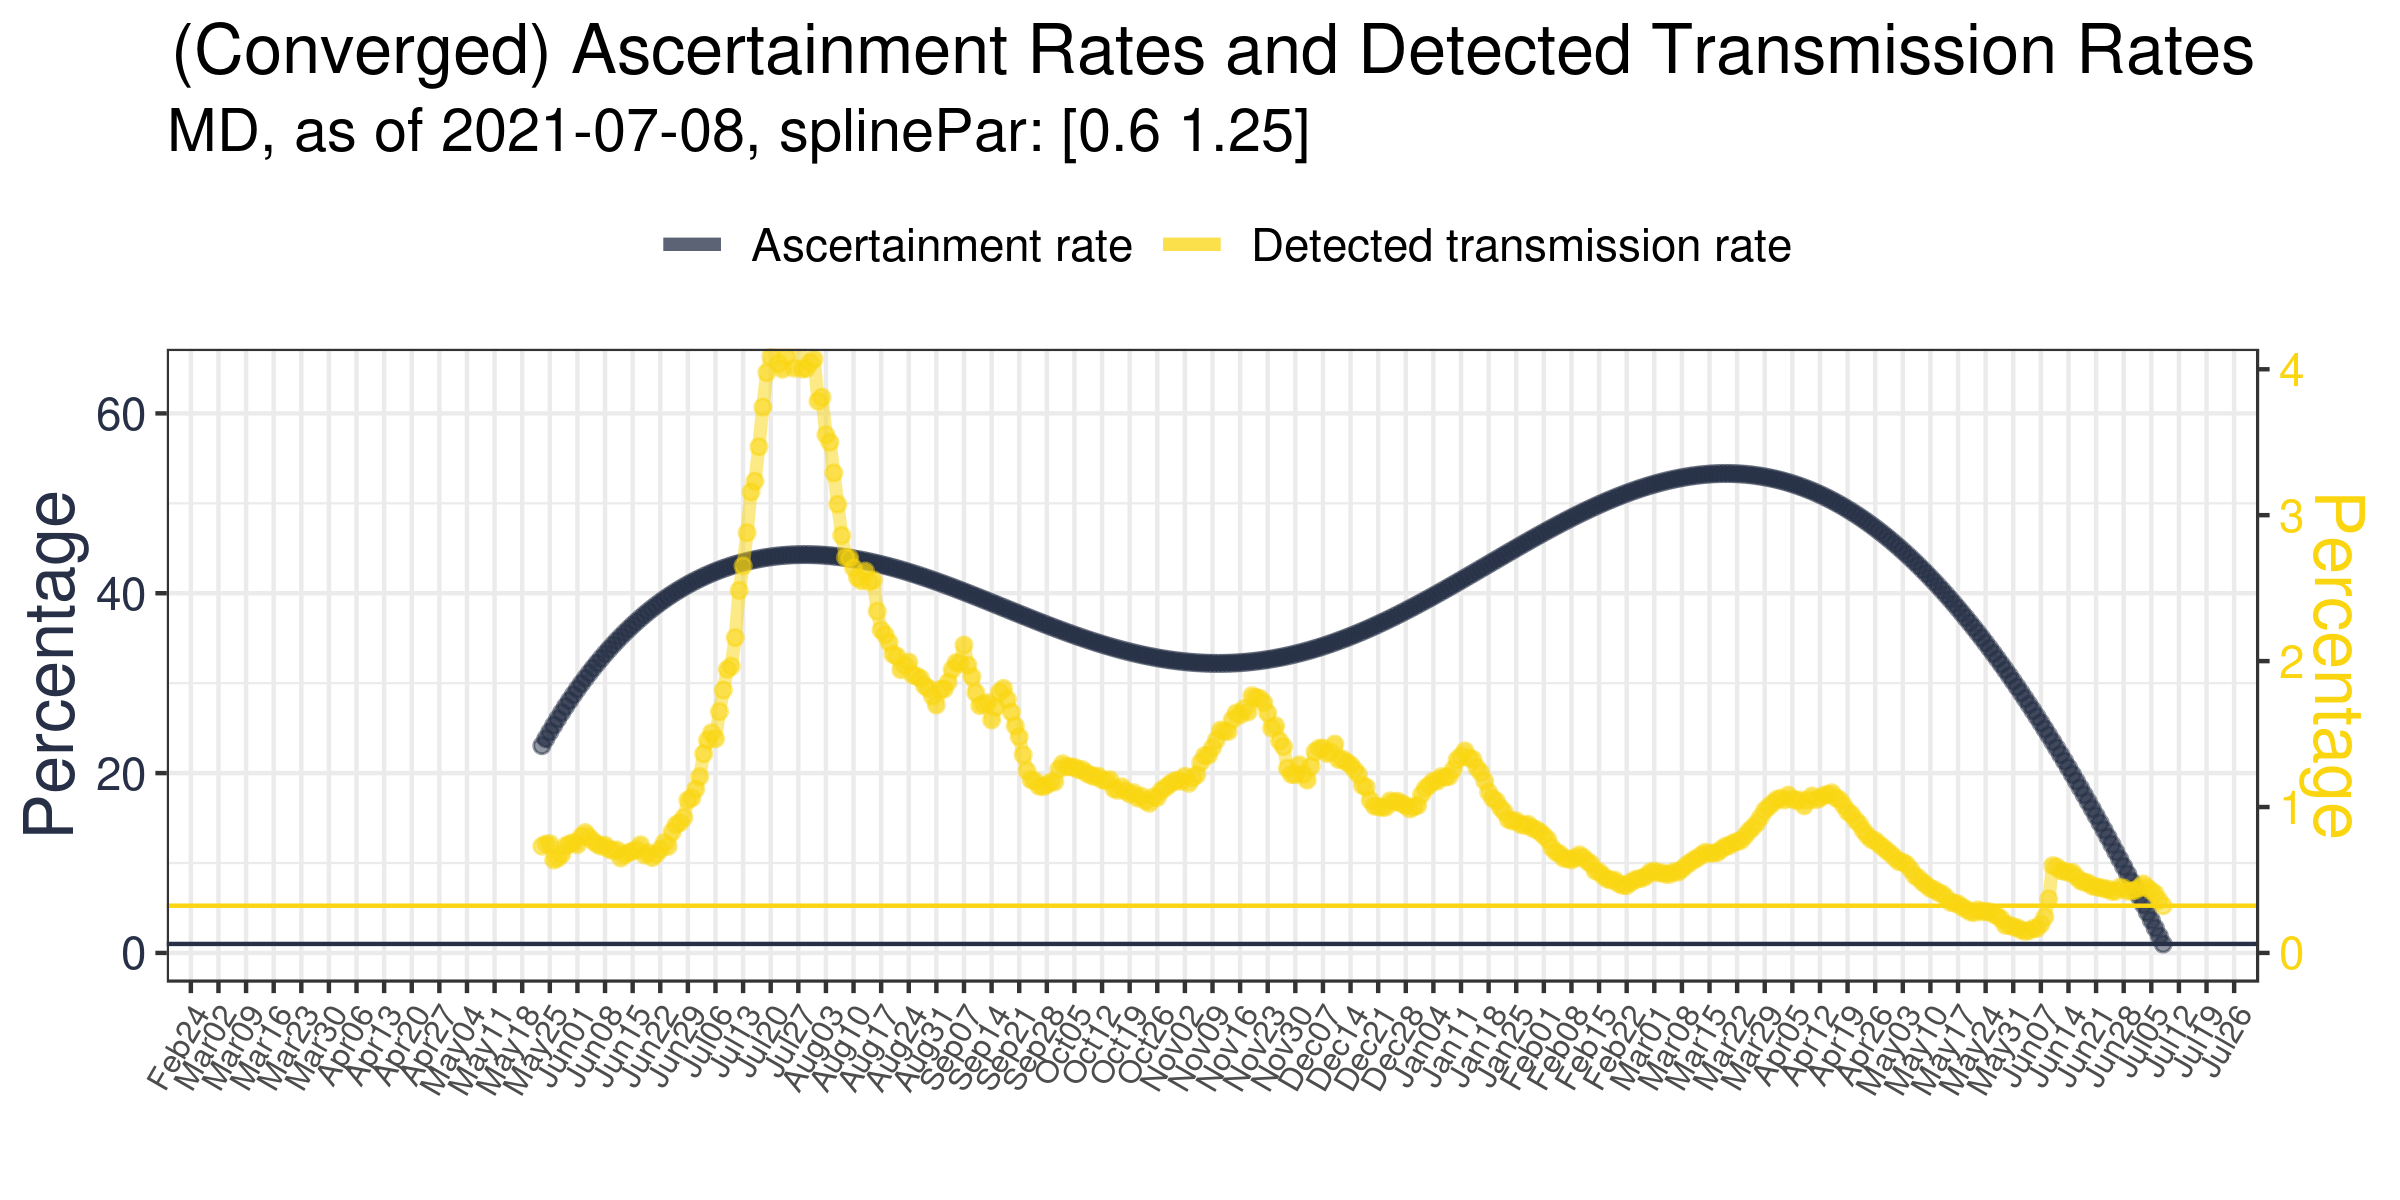 (Converged) Ascertainment Rates and Detected Transmission Rates
MD, as of 2021-07-08, splinePar: [0.6 1.25]
Ascertainment rate
Detected transmission rate
Percentage
60
40
20
0
4
3
2
1
0
Percentage
Feb24
Mar02
Mar09
Mar16
Mar23
Mar30
Apr06
Apr13
Apr20
Apr27
May04
May11
May18
May25
Jun01
Jun08
Jun15
Jun22
Jun29
Jul06
Jul13
Jul20
Jul27
Aug03
Aug10
Aug17
Aug24
Aug31
Sep07
Sep14
Sep21
Sep28
Oct05
Oct12
Oct19
Oct26
Nov02
Nov09
Nov16
Nov23
Nov30
Dec07
Dec14
Dec21
Dec28
Jan04
Jan11
Jan18
Jan25
Feb01
Feb08
Feb15
Feb22
Mar01
Mar08
Mar15
Mar22
Mar29
Apr05
Apr12
Apr19
Apr26
May03
May10
May17
May24
May31
Jun07
Jun14
Jun21
Jun28
Jul05
Jul12
Jul19
Jul26